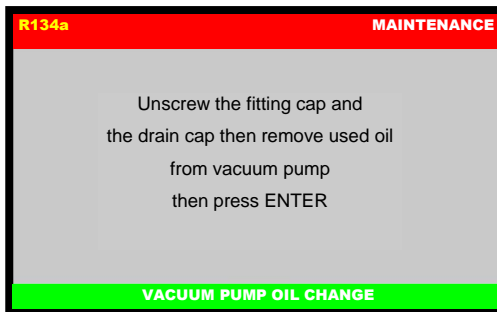 R134a MAINTENANCE
Unscrew the fitting cap and
the drain cap then remove used oil
from vacuum pump
then press ENTER
VACUUM PUMP OIL CHANGE